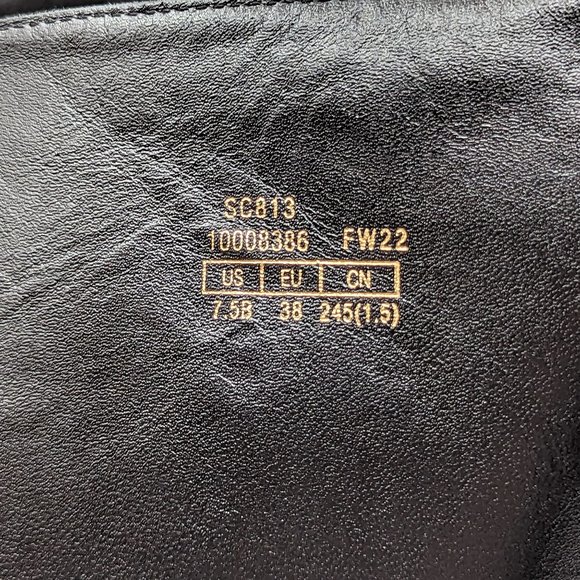 SC813
10008386 FW22
US EU CN
7.5B 38 245(1.5)